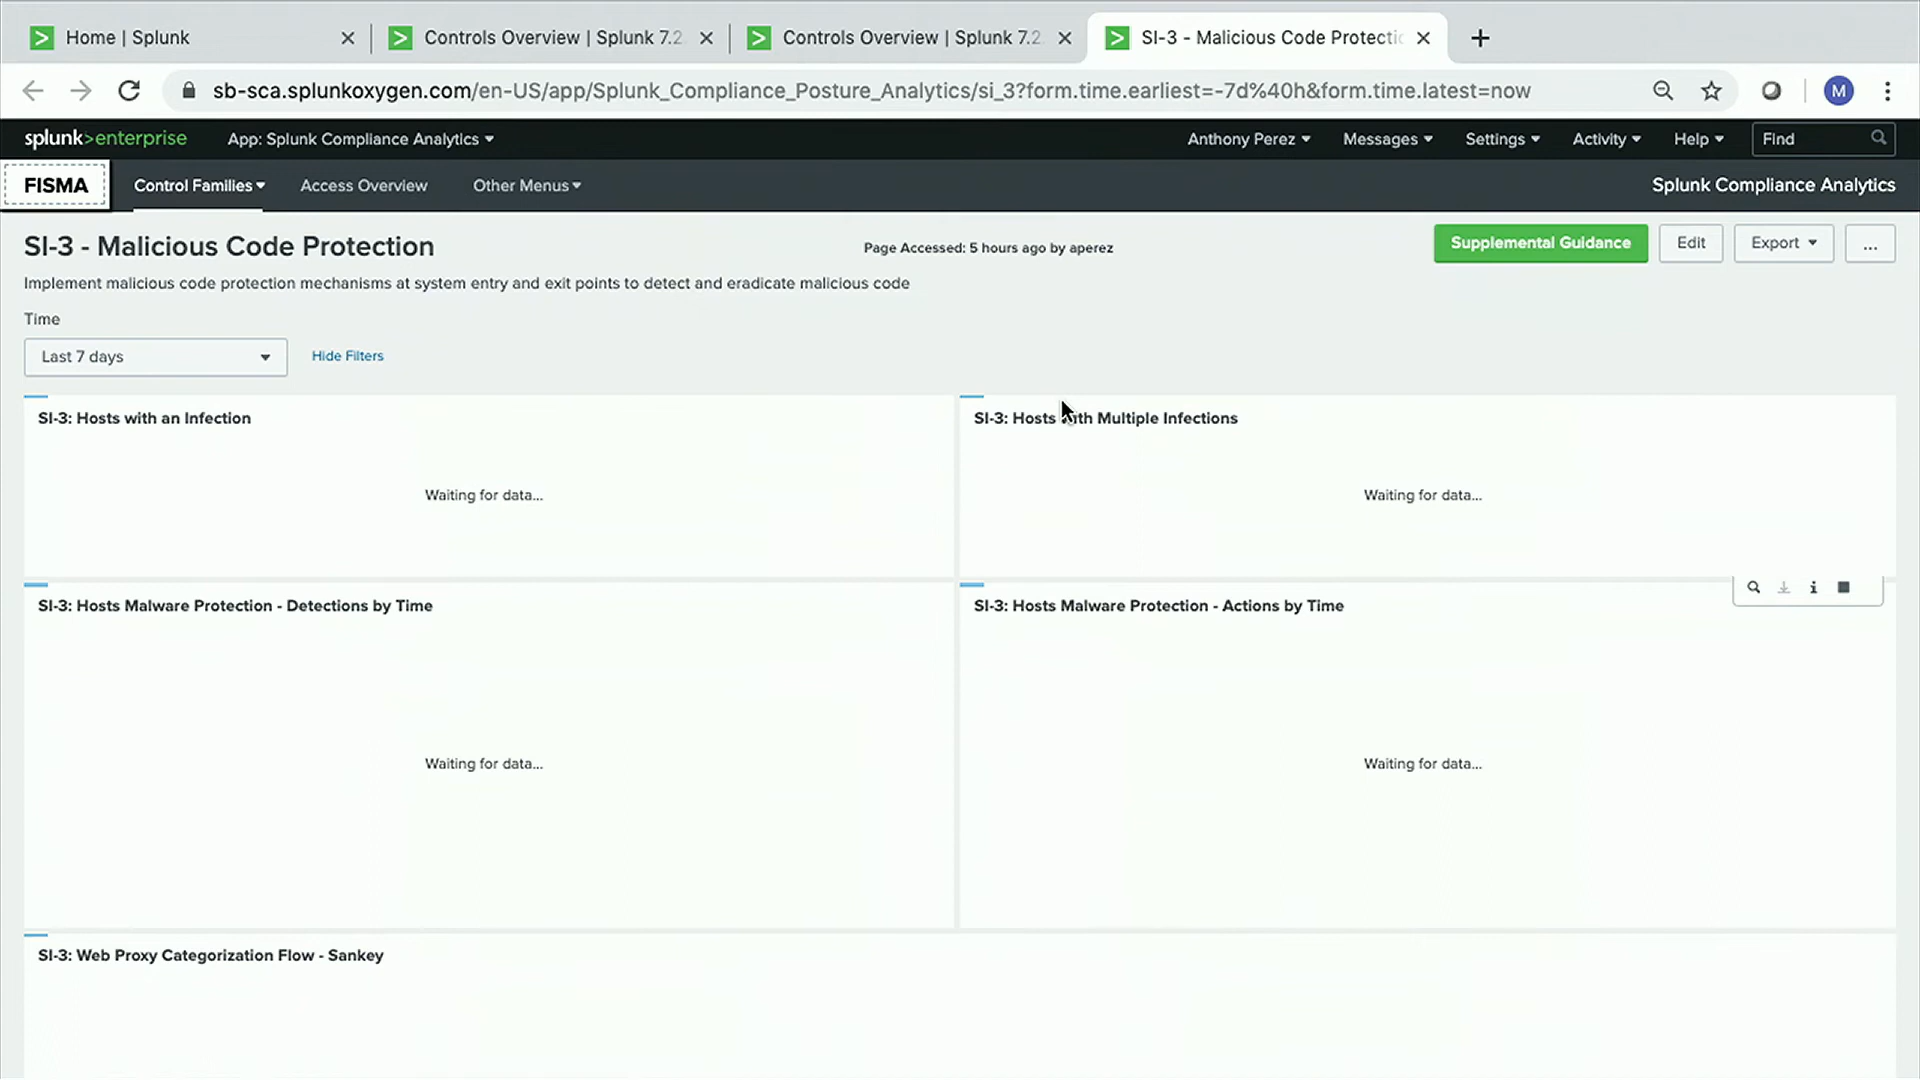 Home | Splunk
Controls Overview | Splunk 7.2.
Controls Overview | Splunk 7.2.
SI-3 - Malicious Code Protectic
sb-sca.splunkoxygen.com/en-US/app/Splunk_Compliance_Posture_Analytics/si_3?form.time.earliest=-7d%40h&form.time.latest=now
M
splunk>enterprise
App: Splunk Compliance Analytics
Anthony Perez
Messages
Settings
Activity
Help
Find
FISMA
Control Families
Access Overview
Other Menus
Splunk Compliance Analytics
SI-3 - Malicious Code Protection
Page Accessed: 5 hours ago by aperez
Supplemental Guidance
Edit
Export
...
Implement malicious code protection mechanisms at system entry and exit points to detect and eradicate malicious code
Time
Last 7 days
Hide Filters
SI-3: Hosts with an Infection
SI-3: Hosts with Multiple Infections
Waiting for data...
Waiting for data...
SI-3: Hosts Malware Protection - Detections by Time
SI-3: Hosts Malware Protection - Actions by Time
Waiting for data...
Waiting for data...
SI-3: Web Proxy Categorization Flow - Sankey